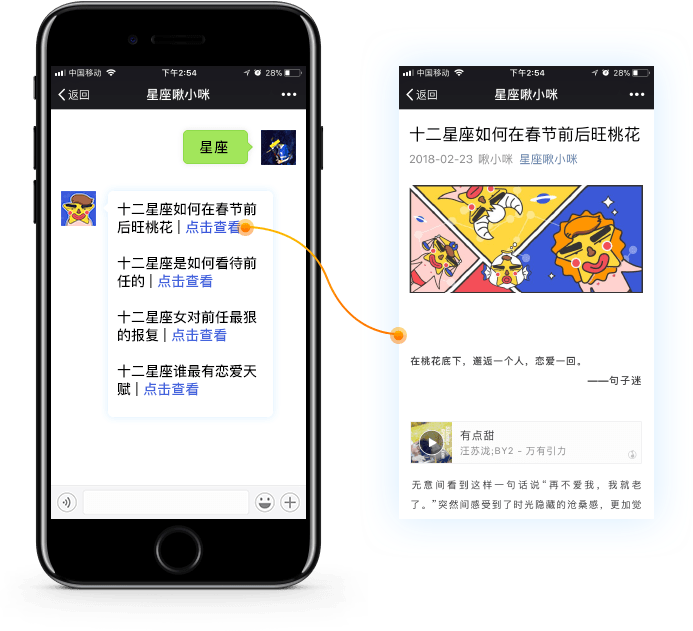 中国移动 下午2:54 28%
返回 星座啾小咪
星座
十二星座如何在春节前
后旺桃花 | 点击查看
十二星座是如何看待前
任的 | 点击查看
十二星座女对前任最狠
的报复 | 点击查看
十二星座谁最有恋爱天
赋 | 点击查看
中国移动 下午2:54 28%
返回 星座啾小咪
十二星座如何在春节前后旺桃花
2018-02-23 啾小咪 星座啾小咪
在桃花底下，邂逅一个人，恋爱一回。
——句子迷
有点甜
汪苏泷;BY2 - 万有引力
无意间看到这样一句话说“再不爱我，我就老
了。”突然间感受到了时光隐藏的沧桑感，更加觉